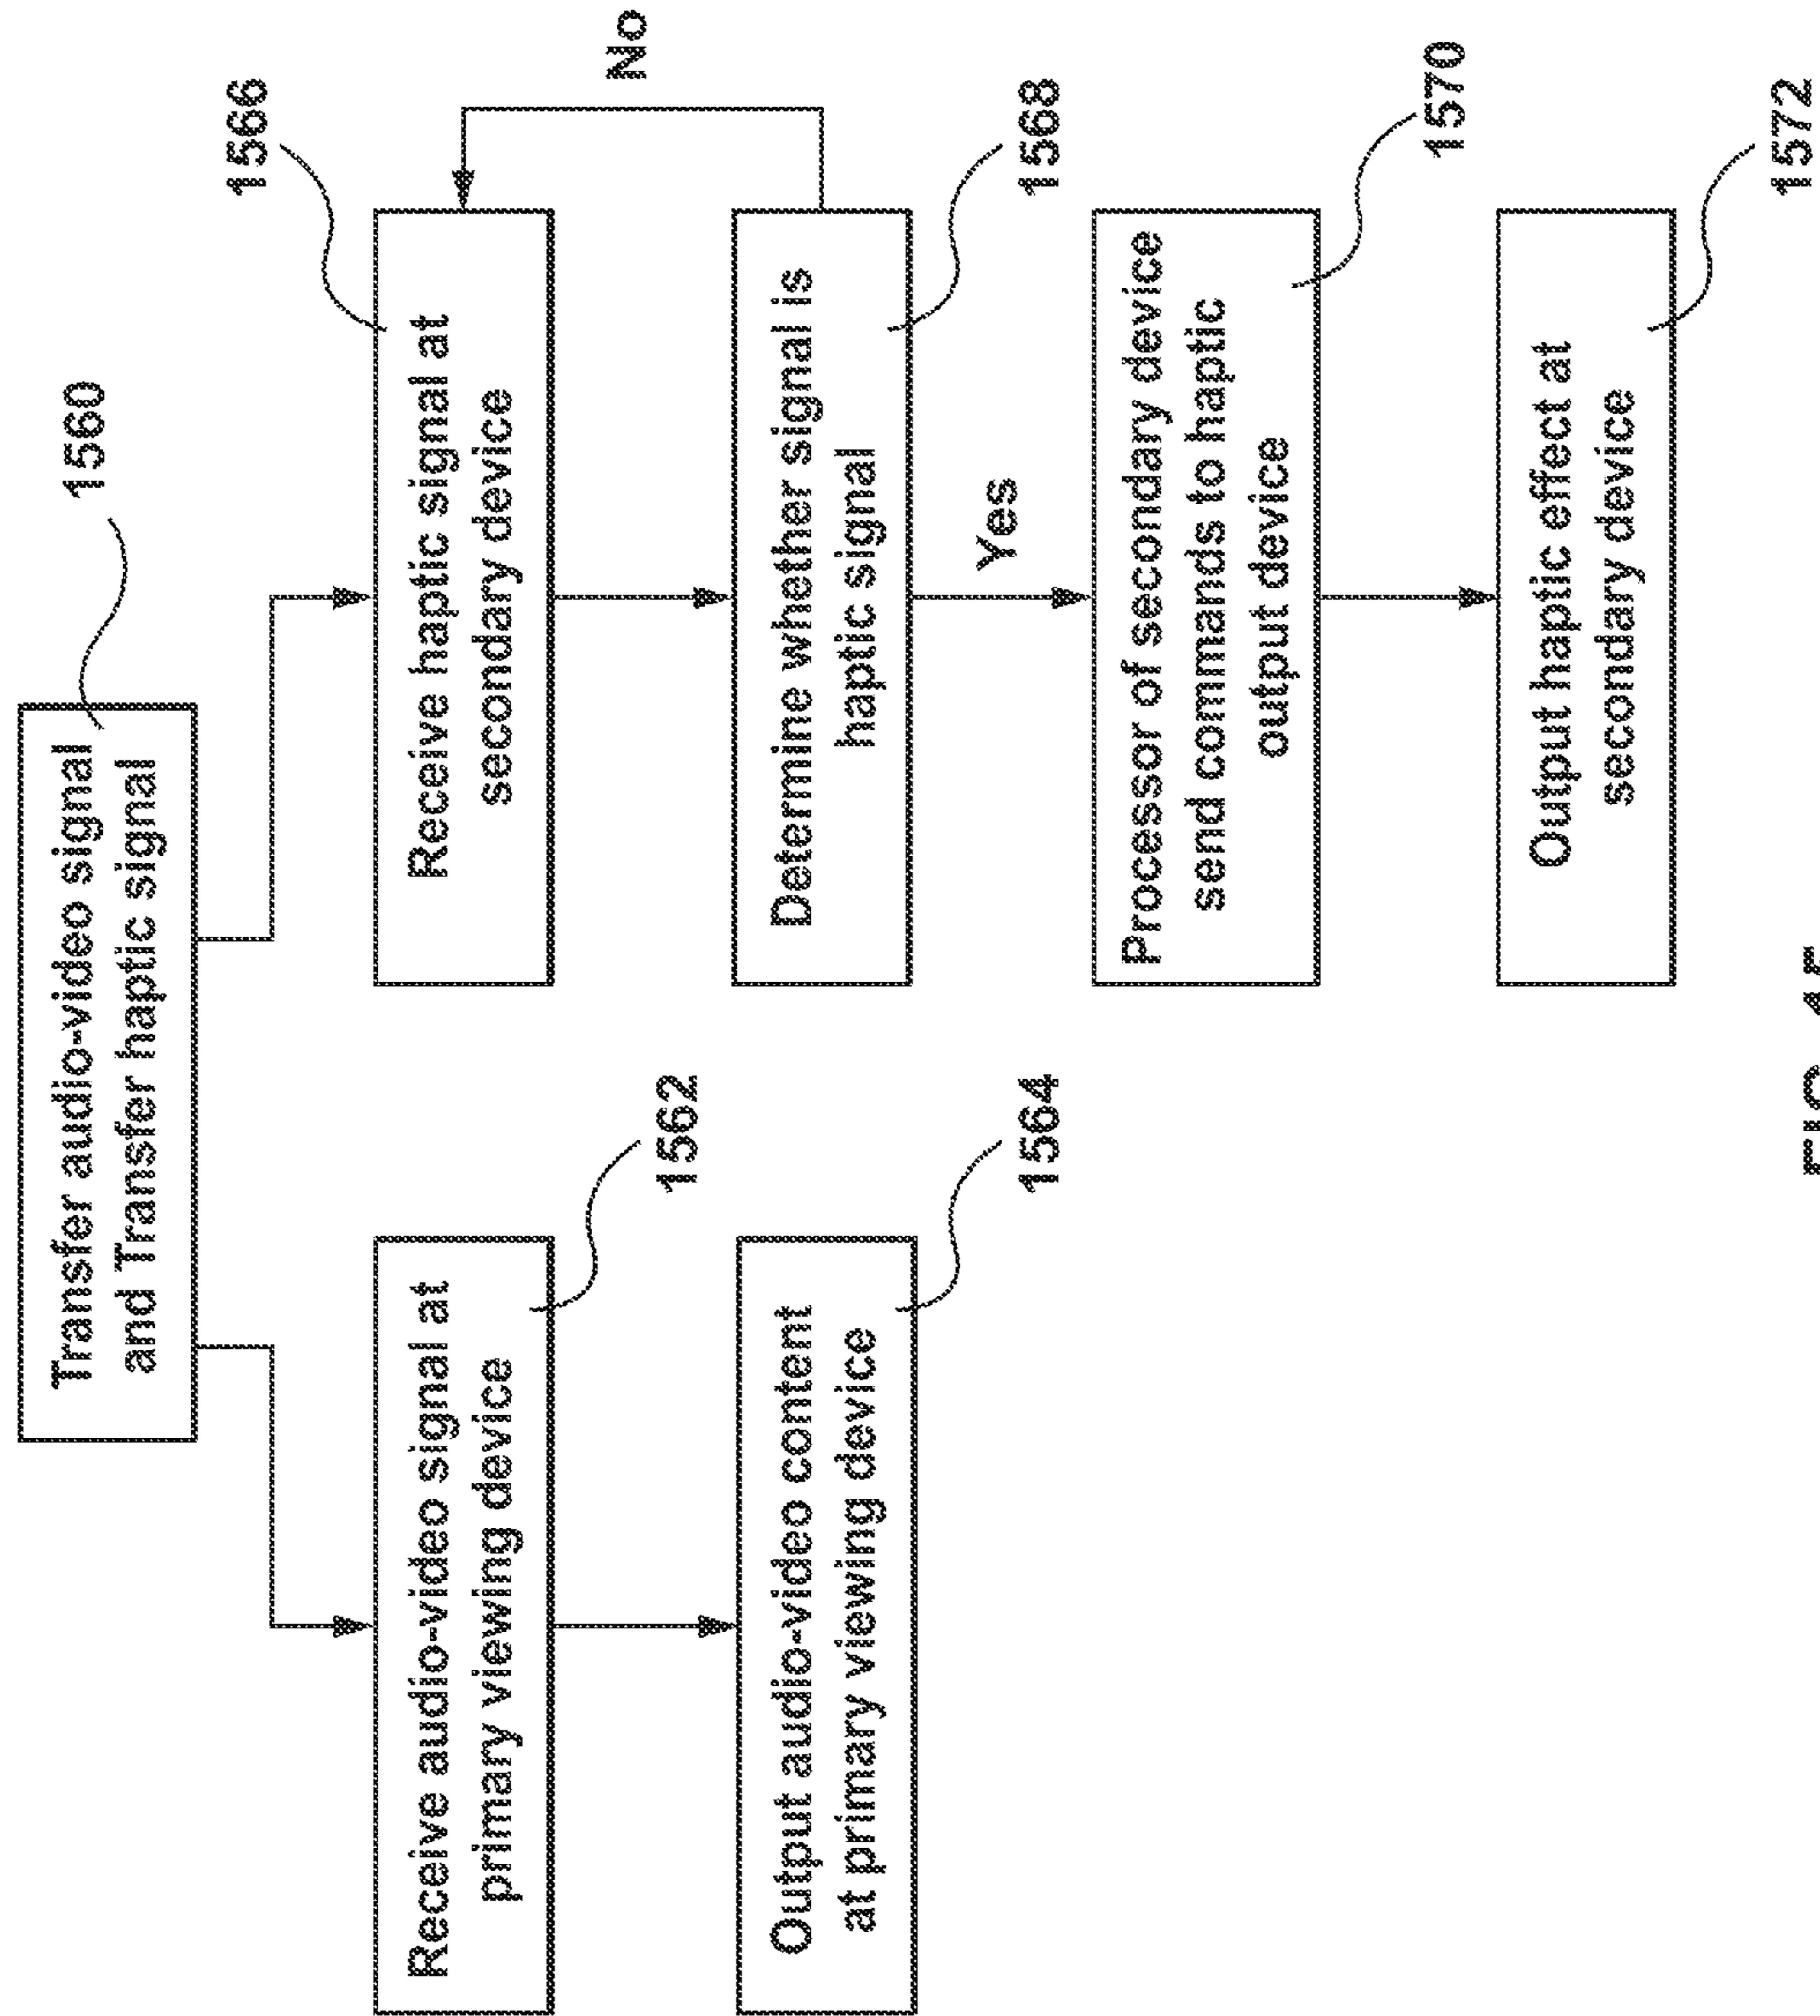 1560
Transfer audio-video signal
and Transfer haptic signal
1562
Receive audio-video signal at
primary viewing device
1564
Output audio-video content
at primary viewing device
1566
Receive haptic signal at
secondary device
No
1568
Determine whether signal is
haptic signal
Yes
1570
Processor of secondary device
send commands to haptic
output device
1572
Output haptic effect at
secondary device